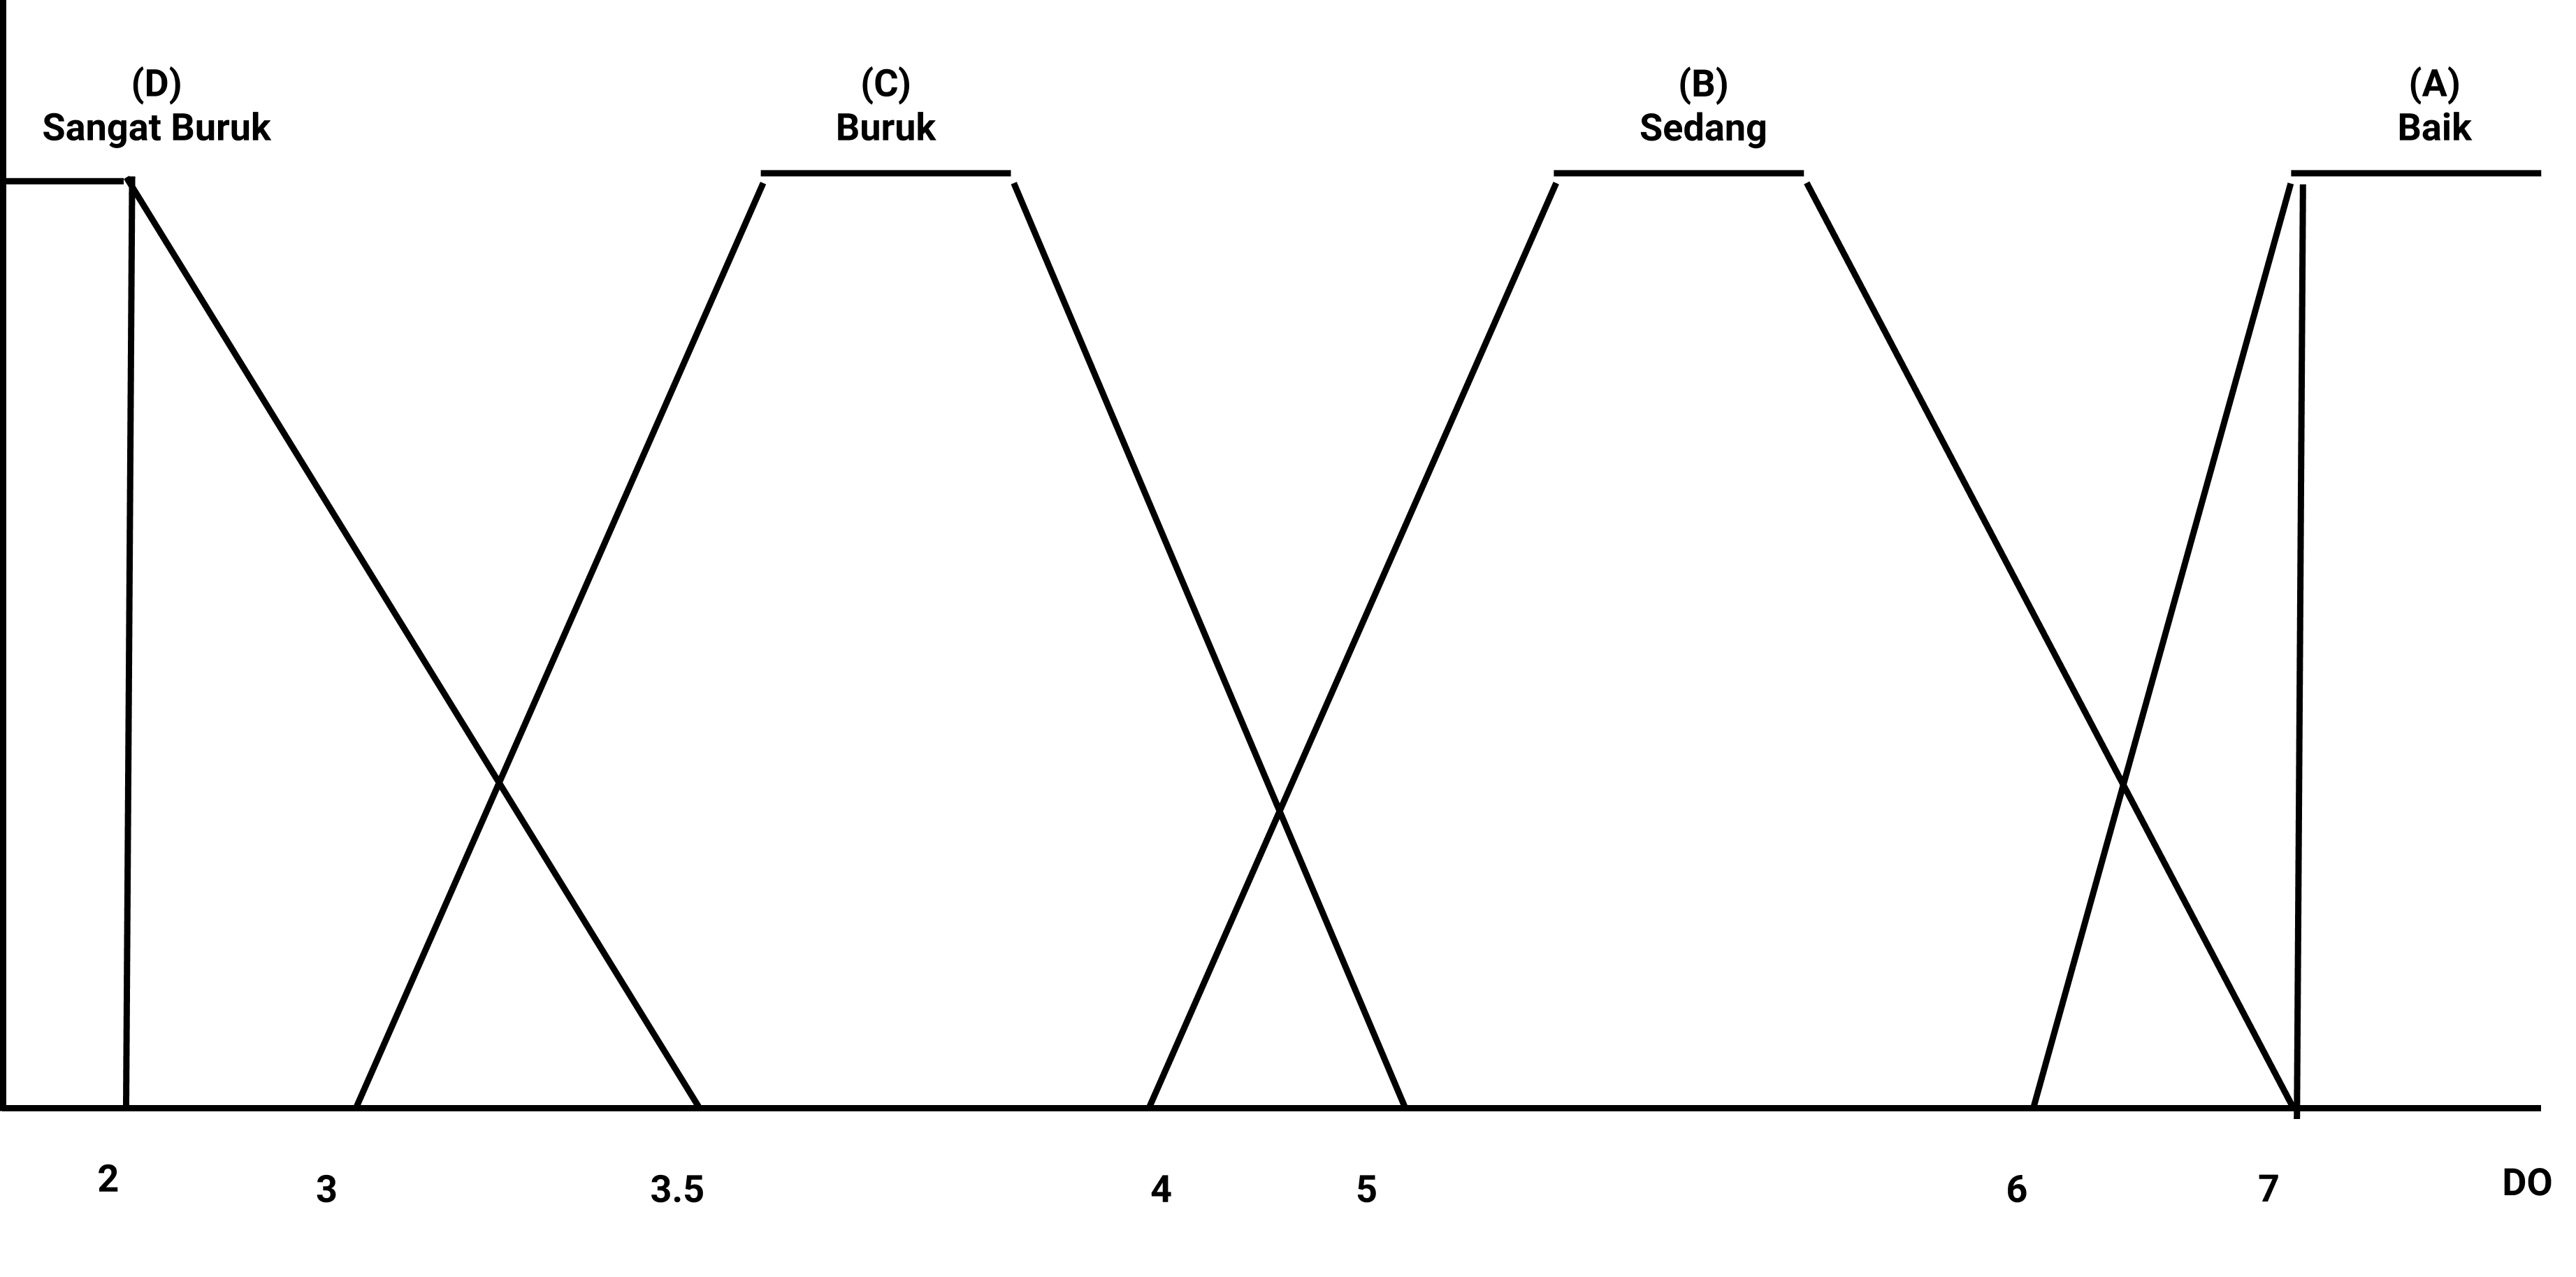 (D)
Sangat Buruk
(C)
Buruk
(B)
Sedang
(A)
Baik
2
3
3.5
4
5
6
7
DO